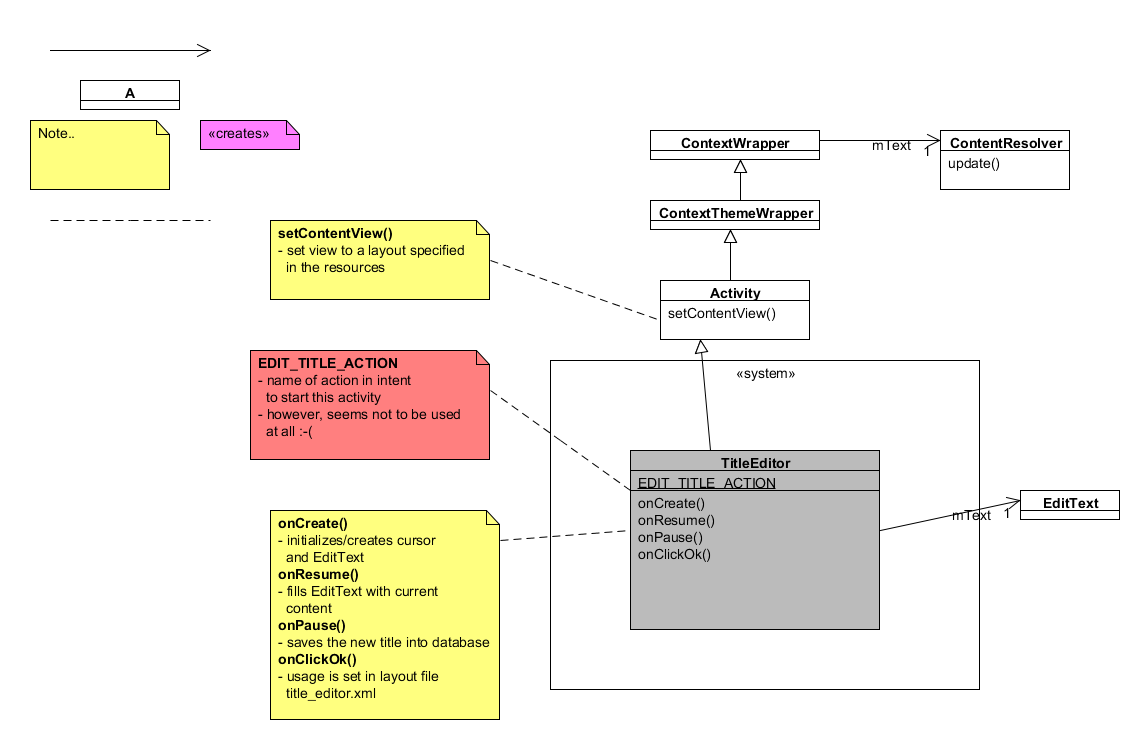 A
Note..
«creates»
ContextWrapper
mText
1
ContentResolver
update()
ContextThemeWrapper
setContentView()
- set view to a layout specified
in the resources
Activity
setContentView()
EDIT_TITLE_ACTION
- name of action in intent
to start this activity
- however, seems not to be used
at all :-(
«system»
TitleEditor
EDIT_TITLE_ACTION
onCreate()
onResume()
onPause()
onClickOk()
mText
1
EditText
onCreate()
- initializes/creates cursor
and EditText
onResume()
- fills EditText with current
content
onPause()
- saves the new title into database
onClickOk()
- usage is set in layout file
title_editor.xml